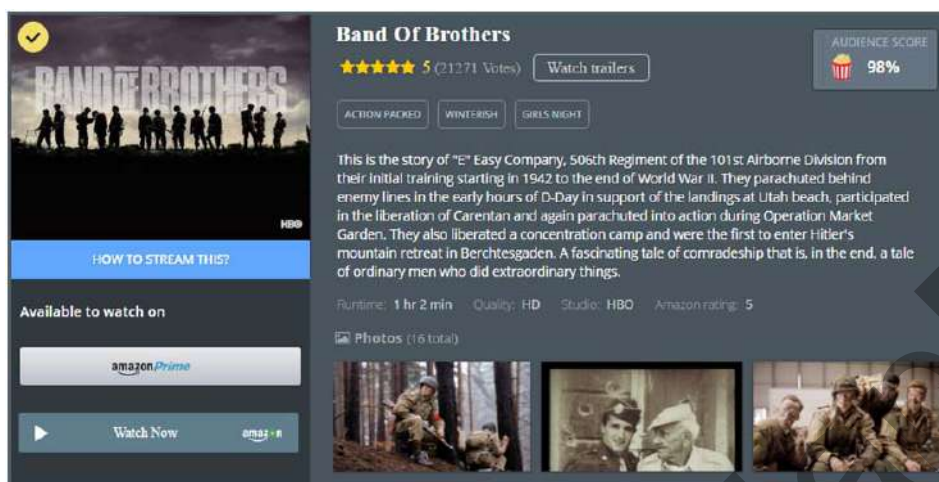 BAND OF BROTHERS
HBO
HOW TO STREAM THIS?
Available to watch on
amazon Prime
Watch Now
amazon
Band Of Brothers
5 (21271 Votes)
Watch trailers
AUDIENCE SCORE
98%
ACTION PACKED
WINTERISH
GIRLS NIGHT
This is the story of "E" Easy Company, 506th Regiment of the 101st Airborne Division from
their initial training starting in 1942 to the end of World War II. They parachuted behind
enemy lines in the early hours of D-Day in support of the landings at Utah beach, participated
in the liberation of Carentan and again parachuted into action during Operation Market
Garden. They also liberated a concentration camp and were the first to enter Hitler's
mountain retreat in Berchtesgaden. A fascinating tale of comradeship that is, in the end, a tale
of ordinary men who did extraordinary things.
Runtime: 1 hr 2 min Quality: HD Studio: HBO Amazon rating: 5
Photos (16 total)